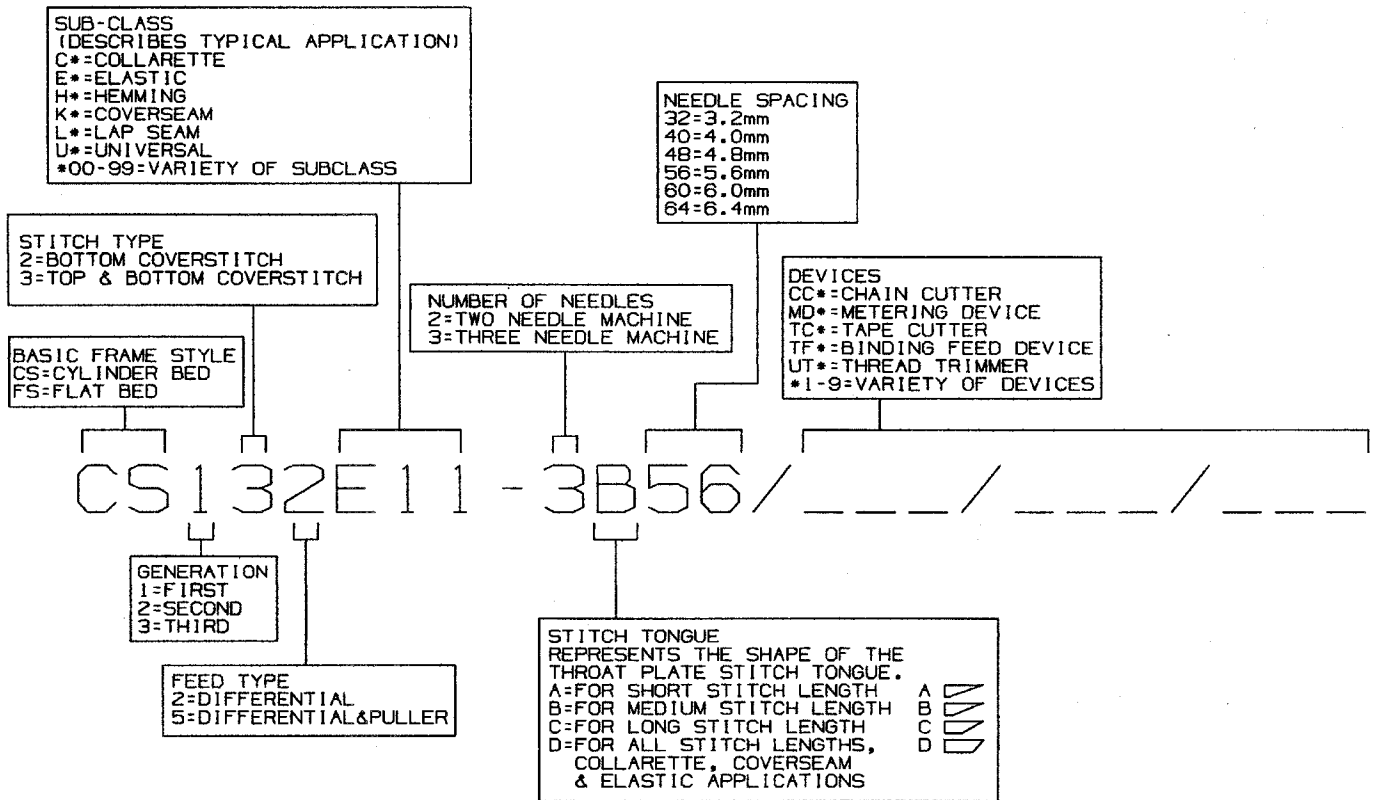 SUB-CLASS
(DESCRIBES TYPICAL APPLICATION)
C*=COLLARETTE
E*=ELASTIC
H*=HEMMING
K*=COVERSEAM
L*=LAP SEAM
U*=UNIVERSAL
*00-99=VARIETY OF SUBCLASS
NEEDLE SPACING
32=3.2mm
40=4.0mm
48=4.8mm
56=5.6mm
60=6.0mm
64=6.4mm
STITCH TYPE
2=BOTTOM COVERSTITCH
3=TOP & BOTTOM COVERSTITCH
NUMBER OF NEEDLES
2=TWO NEEDLE MACHINE
3=THREE NEEDLE MACHINE
DEVICES
CC*=CHAIN CUTTER
MD*=METERING DEVICE
TC*=TAPE CUTTER
TF*=BINDING FEED DEVICE
UT*=THREAD TRIMMER
*1-9=VARIETY OF DEVICES
BASIC FRAME STYLE
CS=CYLINDER BED
FS=FLAT BED
CS132E11-3B56/___/___/___
GENERATION
1=FIRST
2=SECOND
3=THIRD
FEED TYPE
2=DIFFERENTIAL
5=DIFFERENTIAL&PULLER
STITCH TONGUE
REPRESENTS THE SHAPE OF THE
THROAT PLATE STITCH TONGUE.
A=FOR SHORT STITCH LENGTH A
B=FOR MEDIUM STITCH LENGTH B
C=FOR LONG STITCH LENGTH C
D=FOR ALL STITCH LENGTHS, D
COLLARETTE, COVERSEAM
& ELASTIC APPLICATIONS